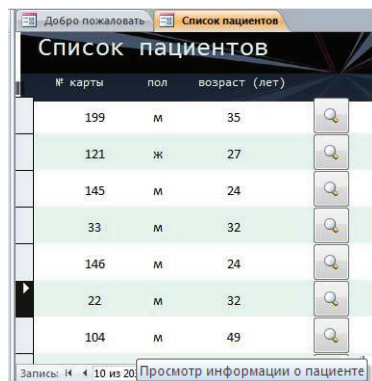 Добро пожаловать Список пациентов
Список пациентов
№ карты пол возраст (лет)
199 м 35
121 ж 27
145 м 24
33 м 32
146 м 24
22 м 32
104 м 49
Запись: 10 из Просмотр информации о пациенте